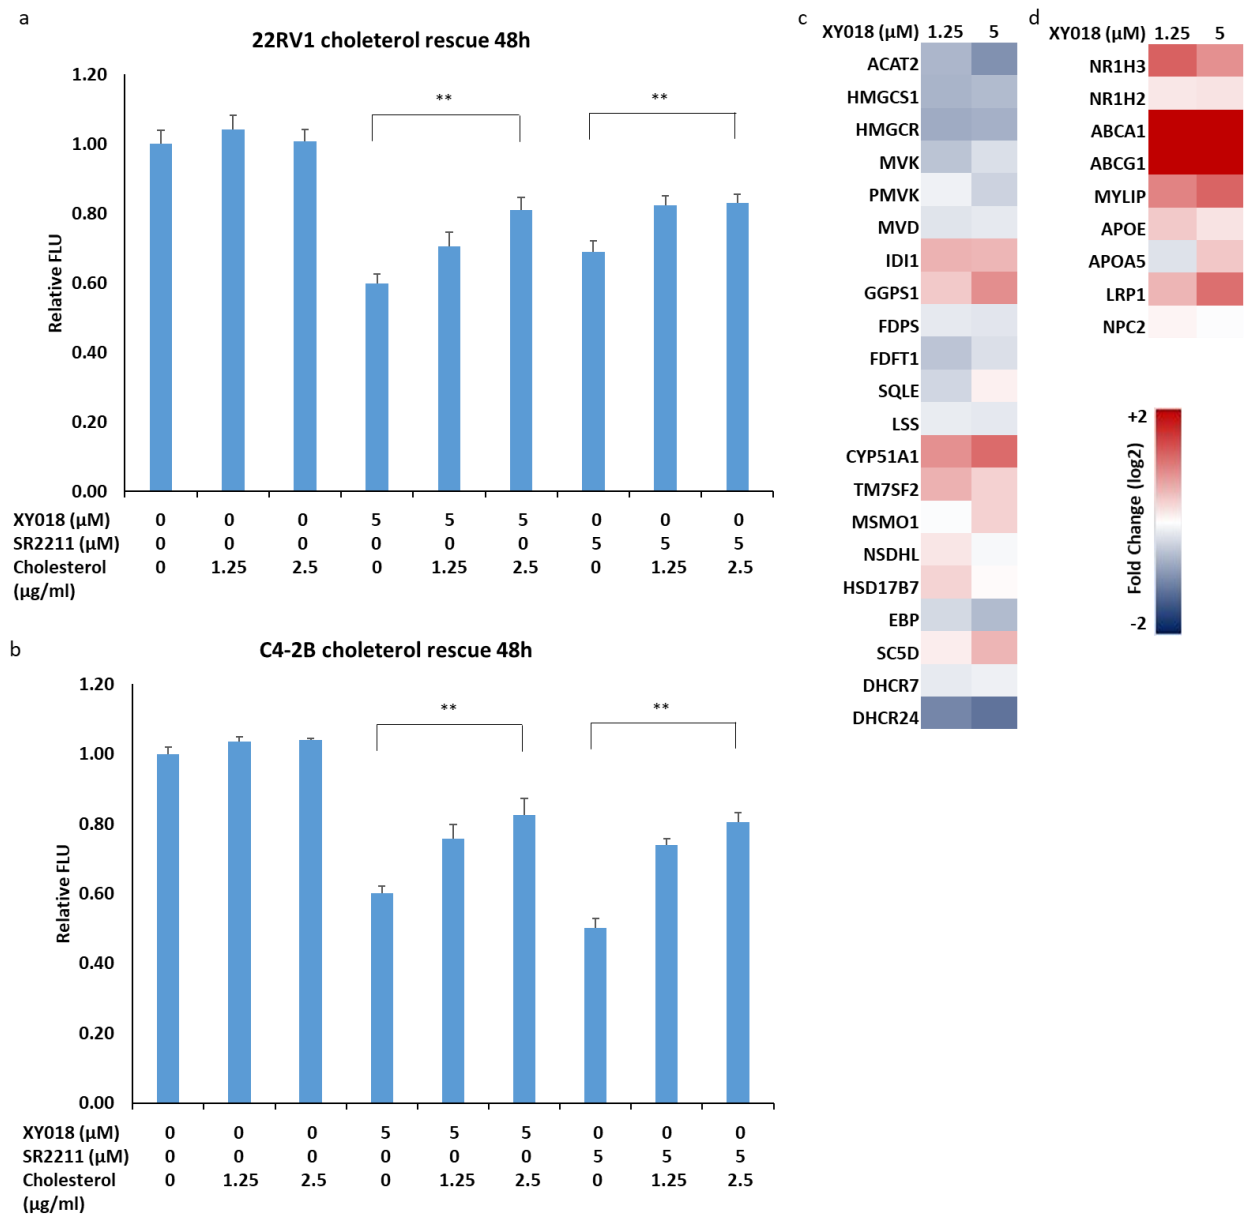 a
22RV1 choleterol rescue 48h
1.20
1.00
0.80
0.60
0.40
0.20
0.00
Relative FLU
** **
XY018 (µM) 0 0 0 5 5 5 0 0 0
SR2211 (µM) 0 0 0 0 0 0 5 5 5
Cholesterol 0 1.25 2.5 0 1.25 2.5 0 1.25 2.5
(µg/ml)
b
C4-2B choleterol rescue 48h
1.20
1.00
0.80
0.60
0.40
0.20
0.00
Relative FLU
** **
XY018 (µM) 0 0 0 5 5 5 0 0 0
SR2211 (µM) 0 0 0 0 0 0 5 5 5
Cholesterol 0 1.25 2.5 0 1.25 2.5 0 1.25 2.5
(µg/ml)
c
XY018 (µM) 1.25 5
ACAT2
HMGCS1
HMGCR
MVK
PMVK
MVD
IDI1
GGPS1
FDPS
FDFT1
SQLE
LSS
CYP51A1
TM7SF2
MSMO1
NSDHL
HSD17B7
EBP
SC5D
DHCR7
DHCR24
d
XY018 (µM) 1.25 5
NR1H3
NR1H2
ABCA1
ABCG1
MYLIP
APOE
APOA5
LRP1
NPC2
+2
Fold Change (log2)
-2